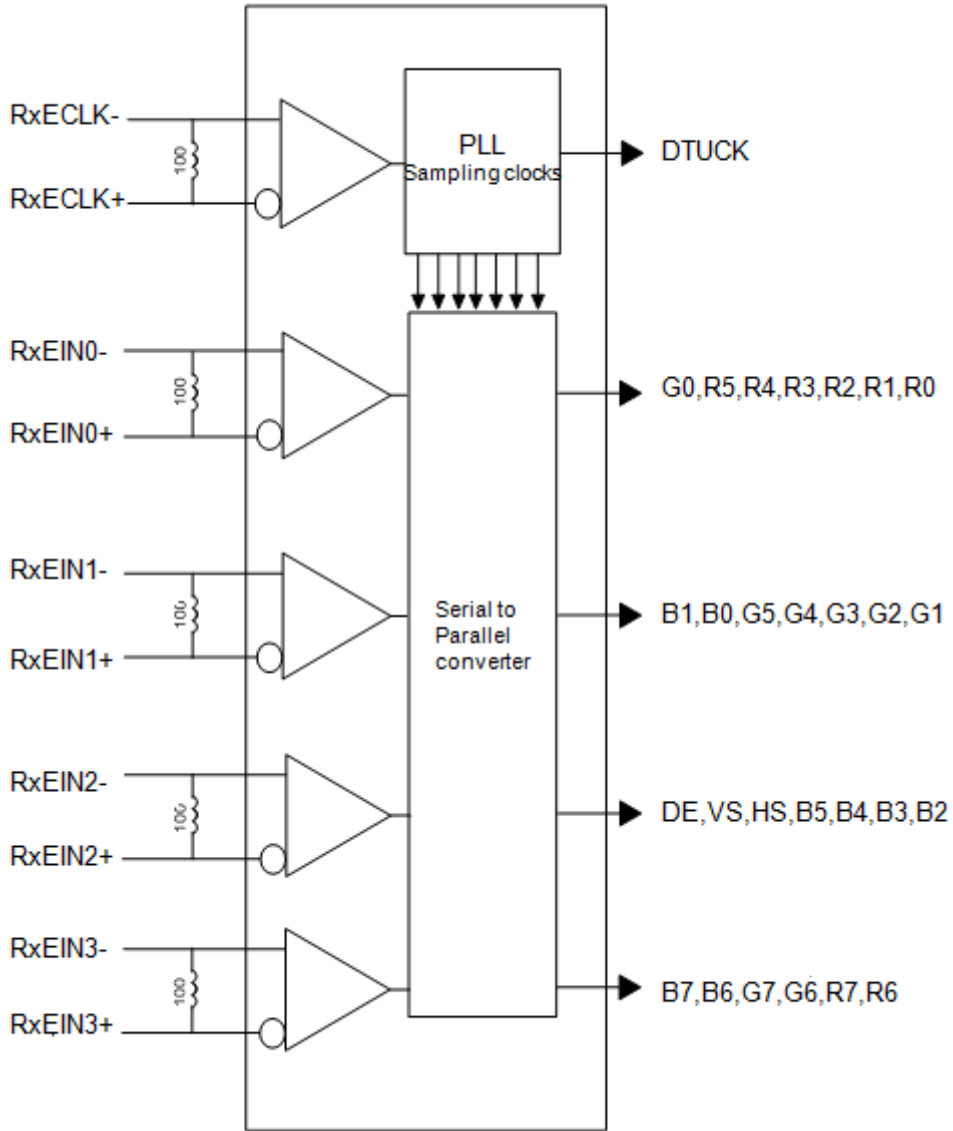 RxECLK-
100
RxECLK+
PLL
Sampling clocks
DTUCK
RxEIN0-
100
RxEIN0+
G0,R5,R4,R3,R2,R1,R0
RxEIN1-
100
RxEIN1+
Serial to
Parallel
converter
B1,B0,G5,G4,G3,G2,G1
RxEIN2-
100
RxEIN2+
DE,VS,HS,B5,B4,B3,B2
RxEIN3-
100
RxEIN3+
B7,B6,G7,G6,R7,R6